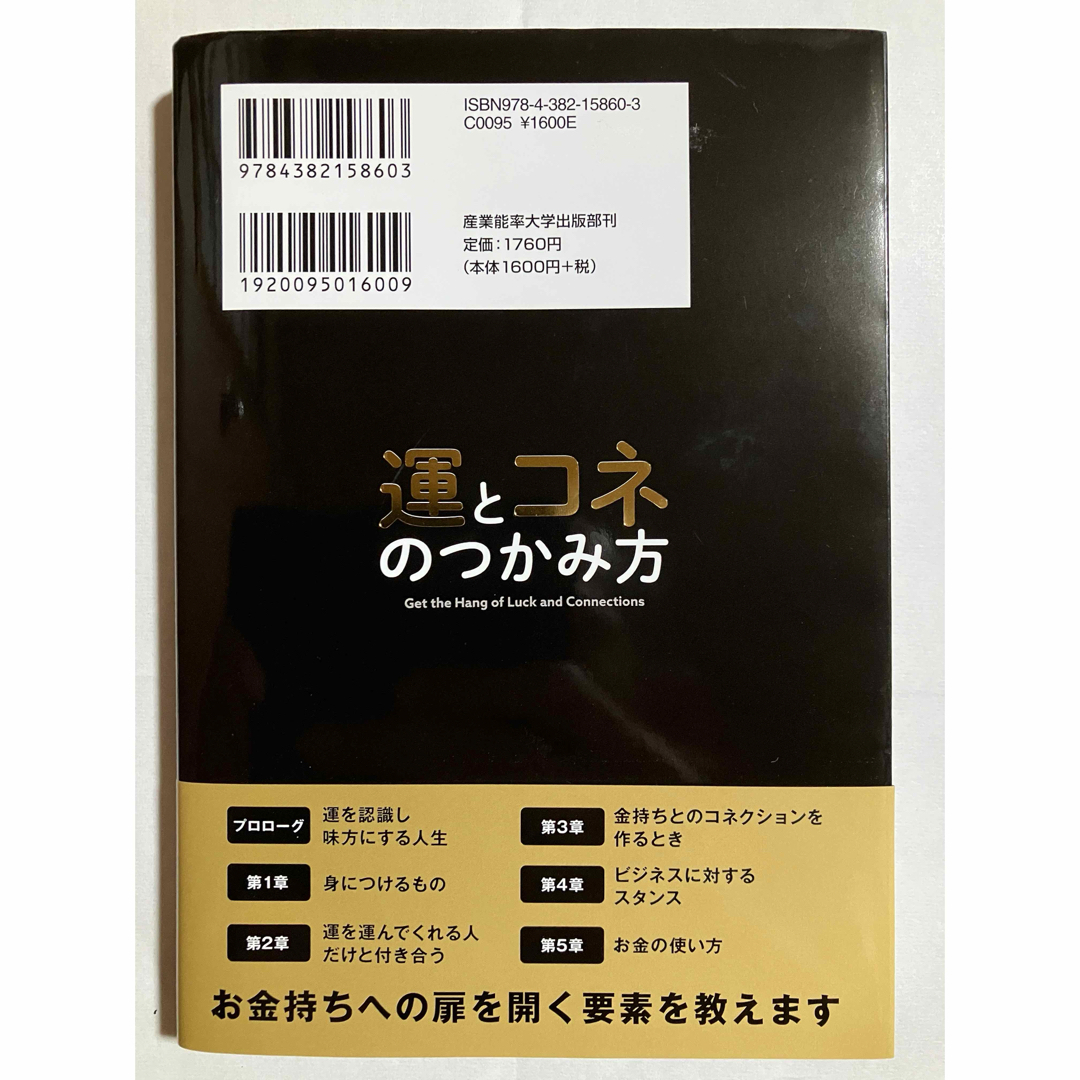 ISBN978-4-382-15860-3
C0095 ¥1600E
9784382158603
産業能率大学出版部刊
定価：1760円
（本体1600円＋税）
1920095016009
運とコネ
のつかみ方
Get the Hang of Luck and Connections
プロローグ
運を認識し
味方にする人生
第1章
身につけるもの
第2章
運を運んでくれる人
だけと付き合う
第3章
金持ちとのコネクションを
作るとき
第4章
ビジネスに対する
スタンス
第5章
お金の使い方
お金持ちへの扉を開く要素を教えます